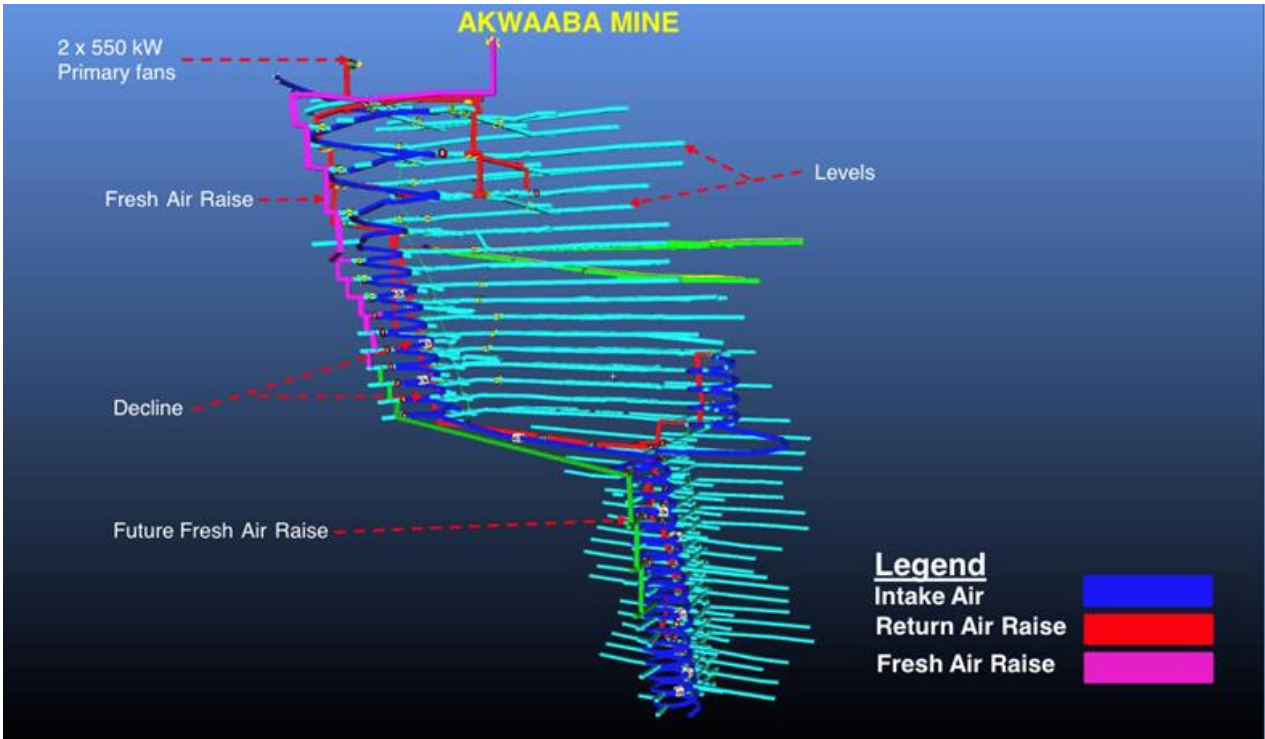 AKWAABA MINE
2 x 550 kW
Primary fans
Levels
Fresh Air Raise
Decline
Future Fresh Air Raise
Legend
Intake Air
Return Air Raise
Fresh Air Raise